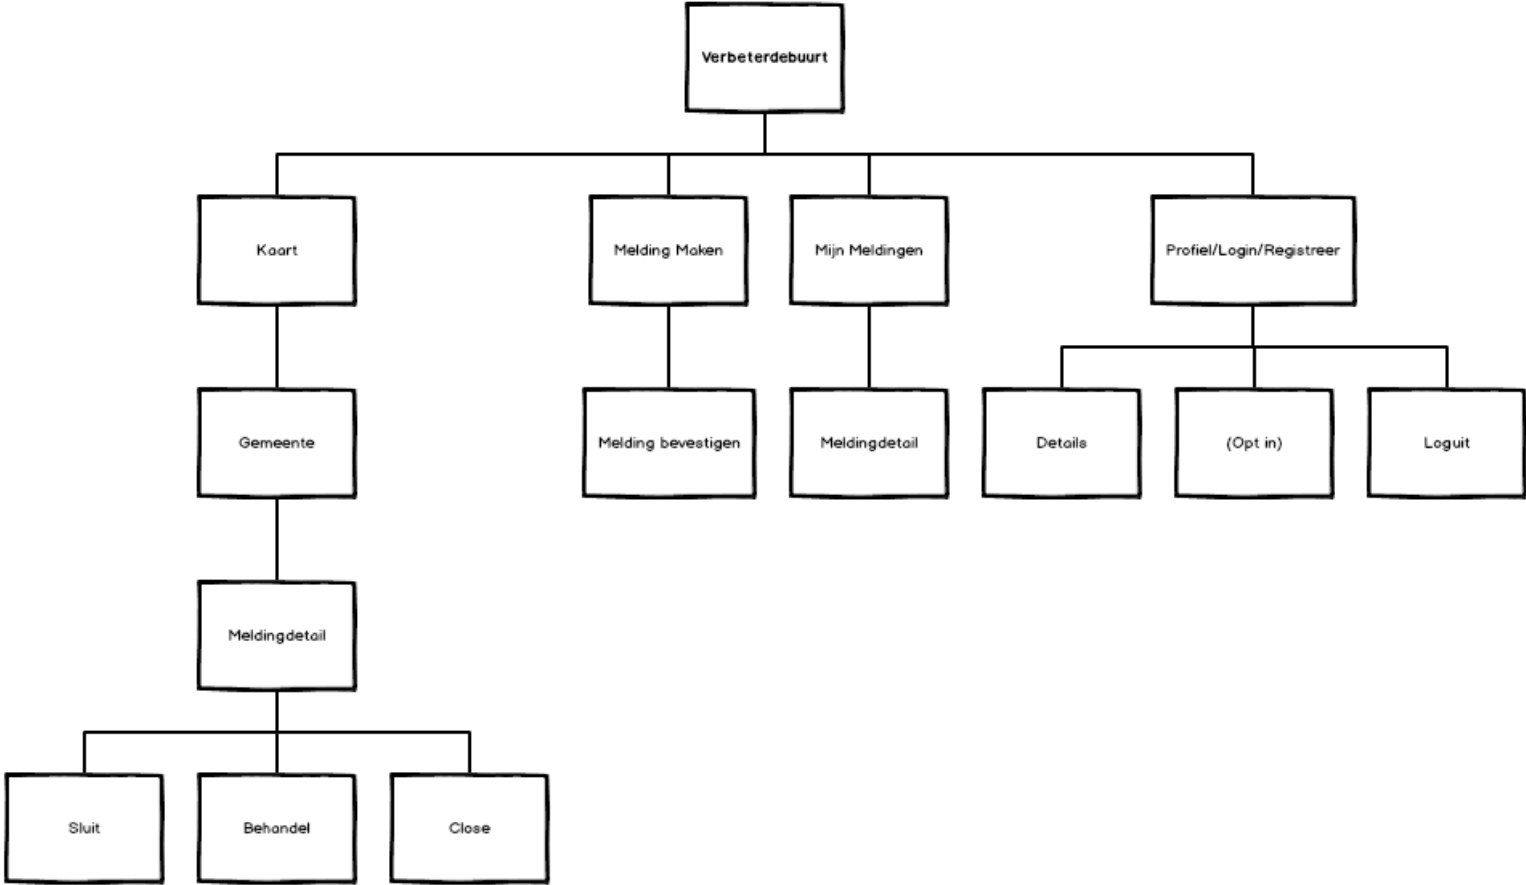 Verbeterdebuurt
Kaart
Melding Maken
Mijn Meldingen
Profiel/Login/Registreer
Gemeente
Melding bevestigen
Meldingdetail
Details
(Opt in)
Loguit
Meldingdetail
Sluit
Behandel
Close